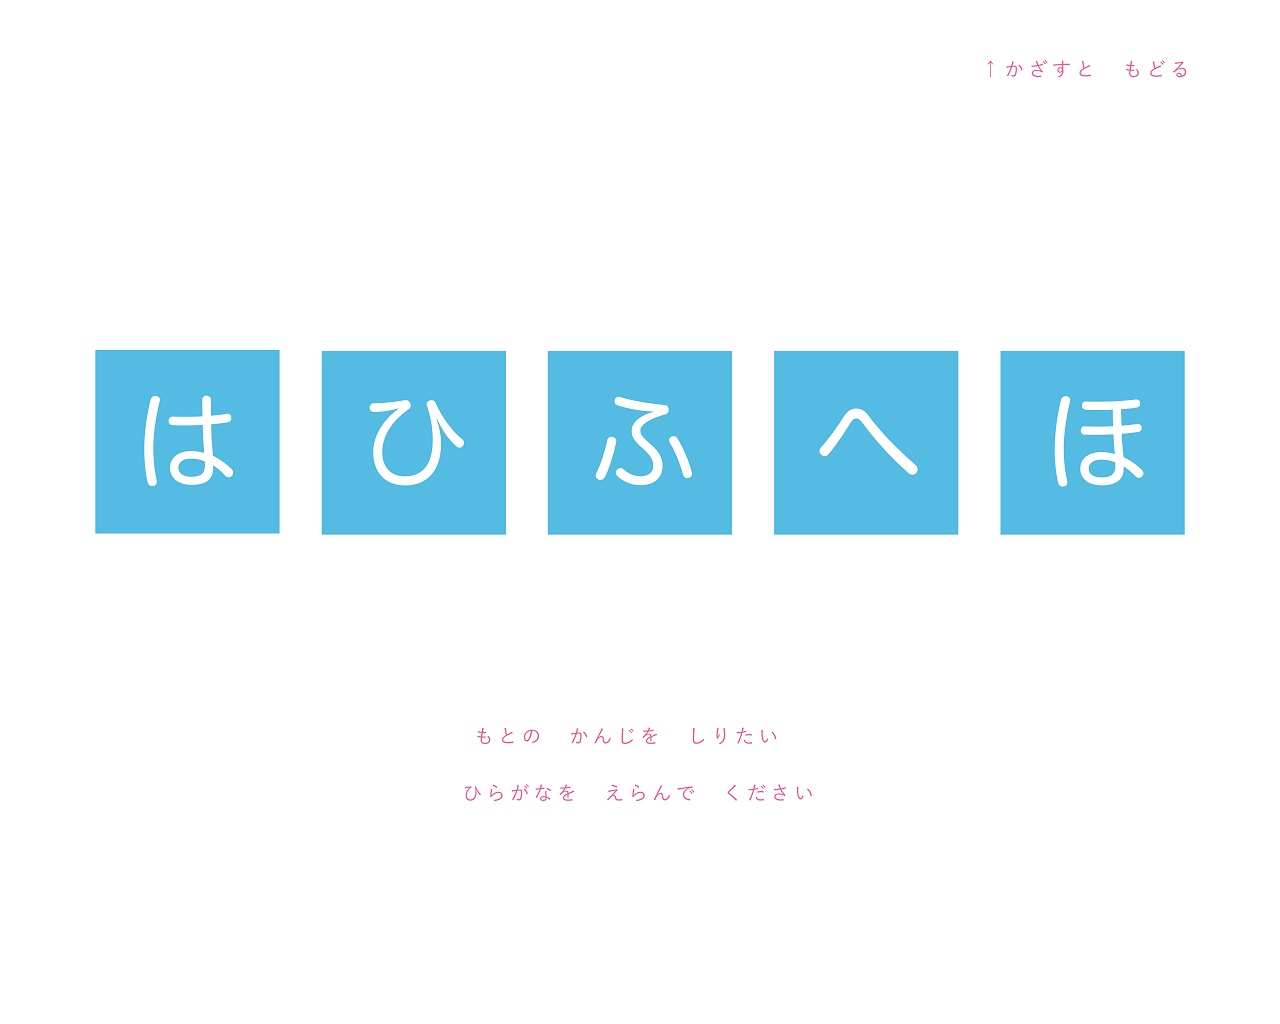 ↑かざすと　もどる
は ひ ふ へ ほ
もとの　かんじを　しりたい
ひらがなを　えらんで　ください